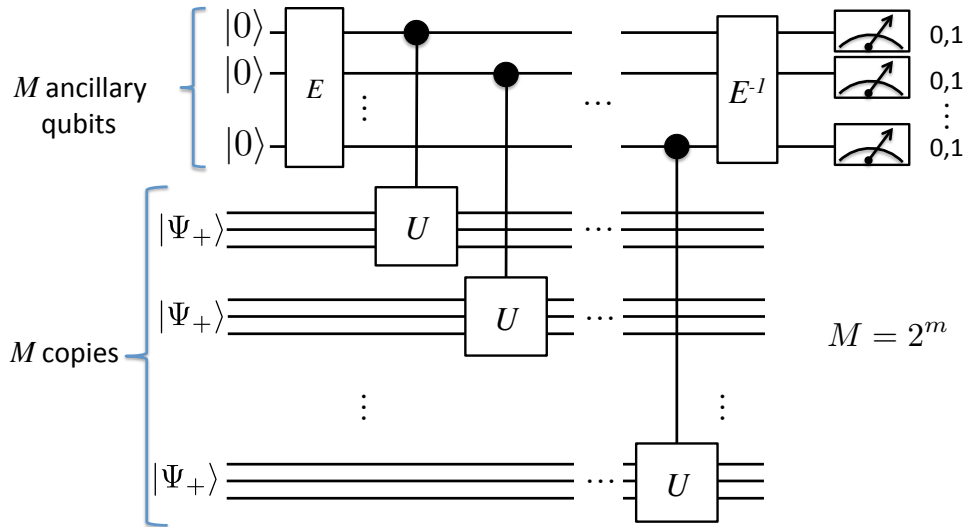 M ancillary
qubits
|0⟩
|0⟩
|0⟩
E
⋮
...
E⁻¹
0,1
0,1
⋮
0,1
M copies
|Ψ₊⟩
U
...
|Ψ₊⟩
U
...
M = 2ᵐ
⋮
⋮
|Ψ₊⟩
...
U